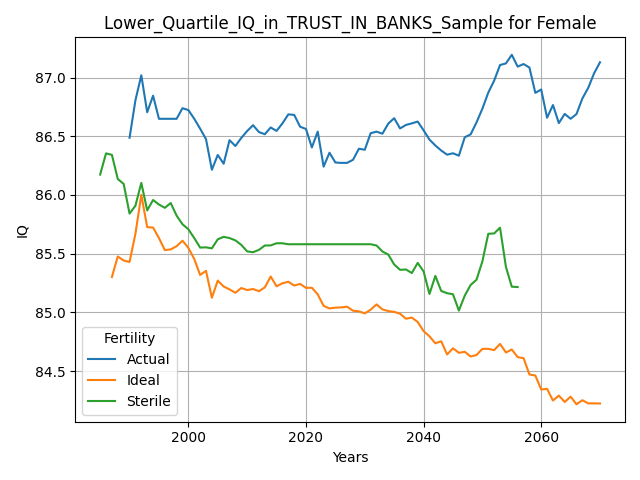 Lower_Quartile_IQ_in_TRUST_IN_BANKS_Sample for Female
IQ
87.0
86.5
86.0
85.5
85.0
84.5
Fertility
Actual
Ideal
Sterile
2000
2020
2040
2060
Years